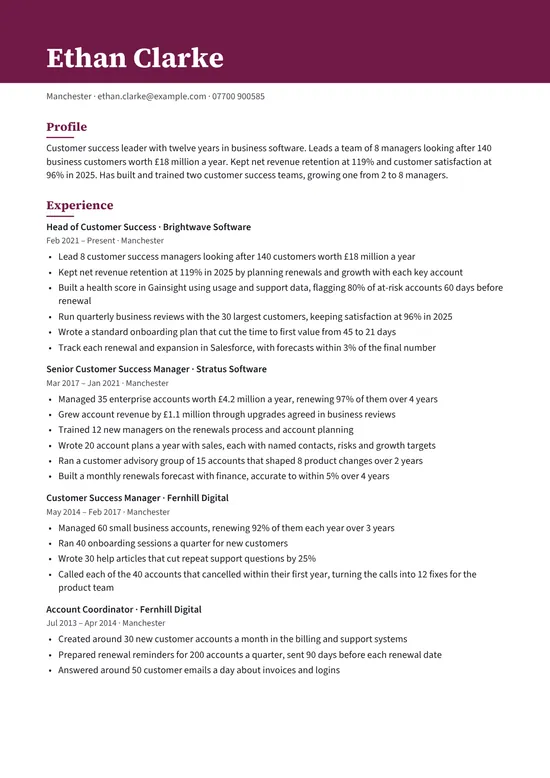 Ethan Clarke
Manchester · ethan.clarke@example.com · 07700 900585
Profile
Customer success leader with twelve years in business software. Leads a team of 8 managers looking after 140
business customers worth £18 million a year. Kept net revenue retention at 119% and customer satisfaction at
96% in 2025. Has built and trained two customer success teams, growing one from 2 to 8 managers.
Experience
Head of Customer Success · Brightwave Software
Feb 2021 – Present · Manchester
• Lead 8 customer success managers looking after 140 customers worth £18 million a year
• Kept net revenue retention at 119% in 2025 by planning renewals and growth with each key account
• Built a health score in Gainsight using usage and support data, flagging 80% of at-risk accounts 60 days before
renewal
• Run quarterly business reviews with the 30 largest customers, keeping satisfaction at 96% in 2025
• Wrote a standard onboarding plan that cut the time to first value from 45 to 21 days
• Track each renewal and expansion in Salesforce, with forecasts within 3% of the final number
Senior Customer Success Manager · Stratus Software
Mar 2017 – Jan 2021 · Manchester
• Managed 35 enterprise accounts worth £4.2 million a year, renewing 97% of them over 4 years
• Grew account revenue by £1.1 million through upgrades agreed in business reviews
• Trained 12 new managers on the renewals process and account planning
• Wrote 20 account plans a year with sales, each with named contacts, risks and growth targets
• Ran a customer advisory group of 15 accounts that shaped 8 product changes over 2 years
• Built a monthly renewals forecast with finance, accurate to within 5% over 4 years
Customer Success Manager · Fernhill Digital
May 2014 – Feb 2017 · Manchester
• Managed 60 small business accounts, renewing 92% of them each year over 3 years
• Ran 40 onboarding sessions a quarter for new customers
• Wrote 30 help articles that cut repeat support questions by 25%
• Called each of the 40 accounts that cancelled within their first year, turning the calls into 12 fixes for the
product team
Account Coordinator · Fernhill Digital
Jul 2013 – Apr 2014 · Manchester
• Created around 30 new customer accounts a month in the billing and support systems
• Prepared renewal reminders for 200 accounts a quarter, sent 90 days before each renewal date
• Answered around 50 customer emails a day about invoices and logins